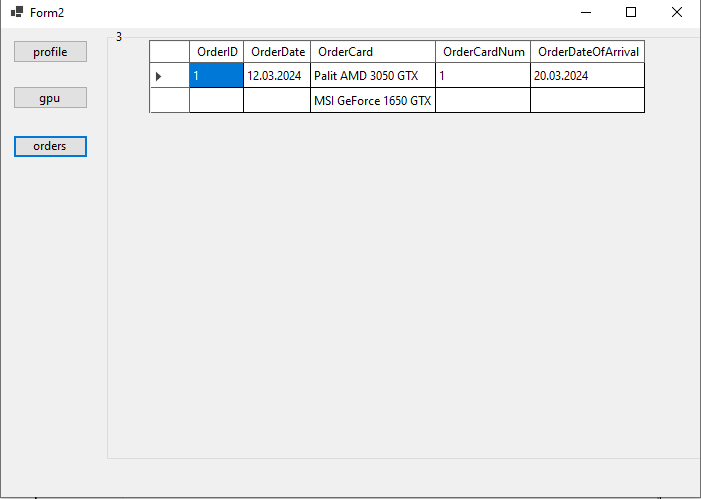 Form2
profile
gpu
orders
3
OrderID OrderDate OrderCard OrderCardNum OrderDateOfArrival
1 12.03.2024 Palit AMD 3050 GTX 1 20.03.2024
MSI GeForce 1650 GTX